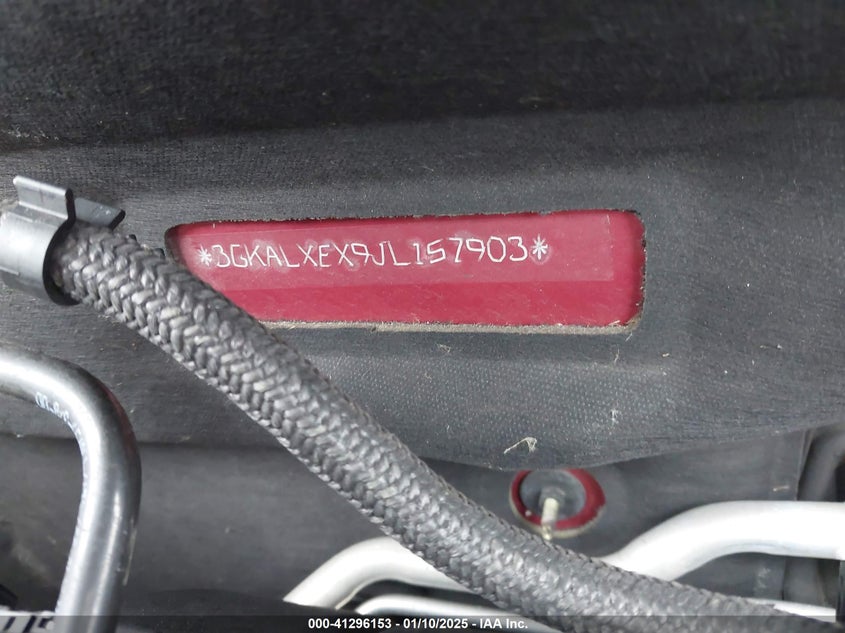 *3GKALXEX9JL157903*
000-41296153 - 01/10/2025 - IAA Inc.